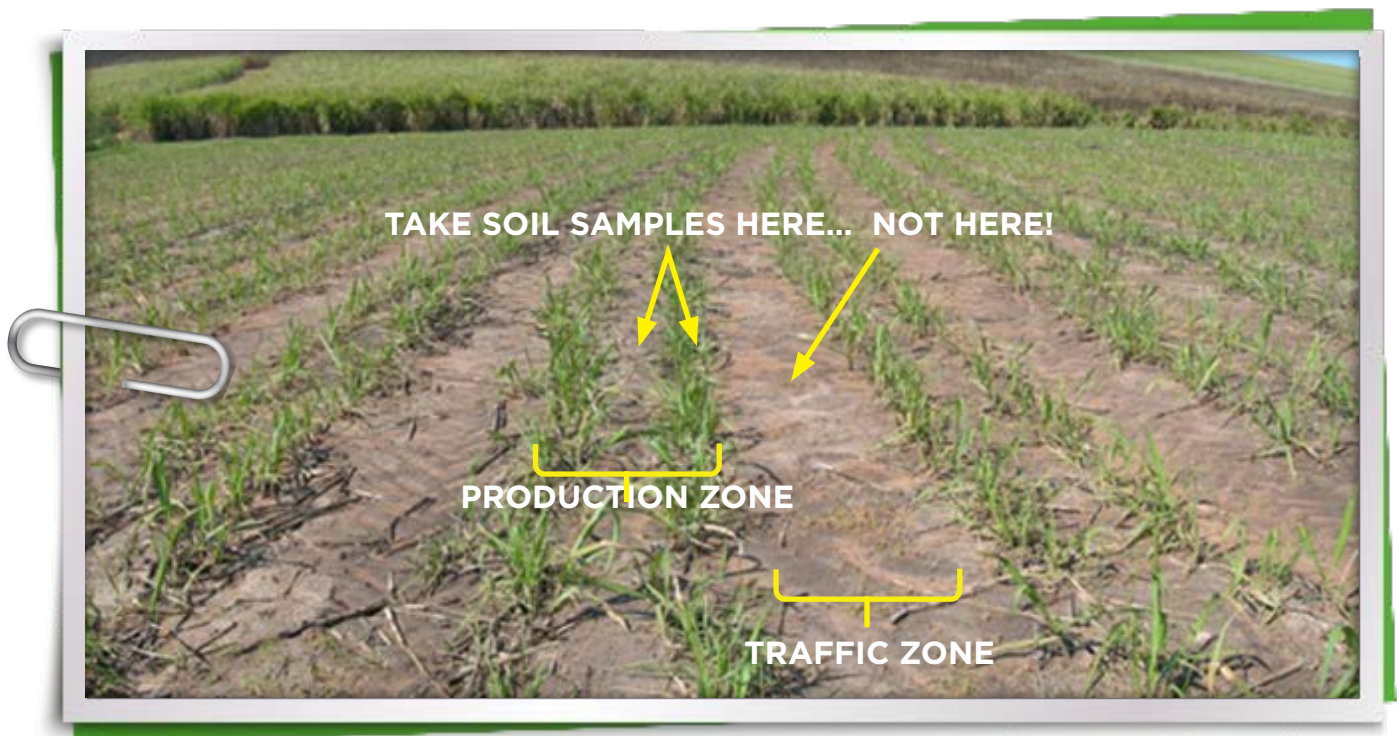 TAKE SOIL SAMPLES HERE... NOT HERE!
PRODUCTION ZONE
TRAFFIC ZONE